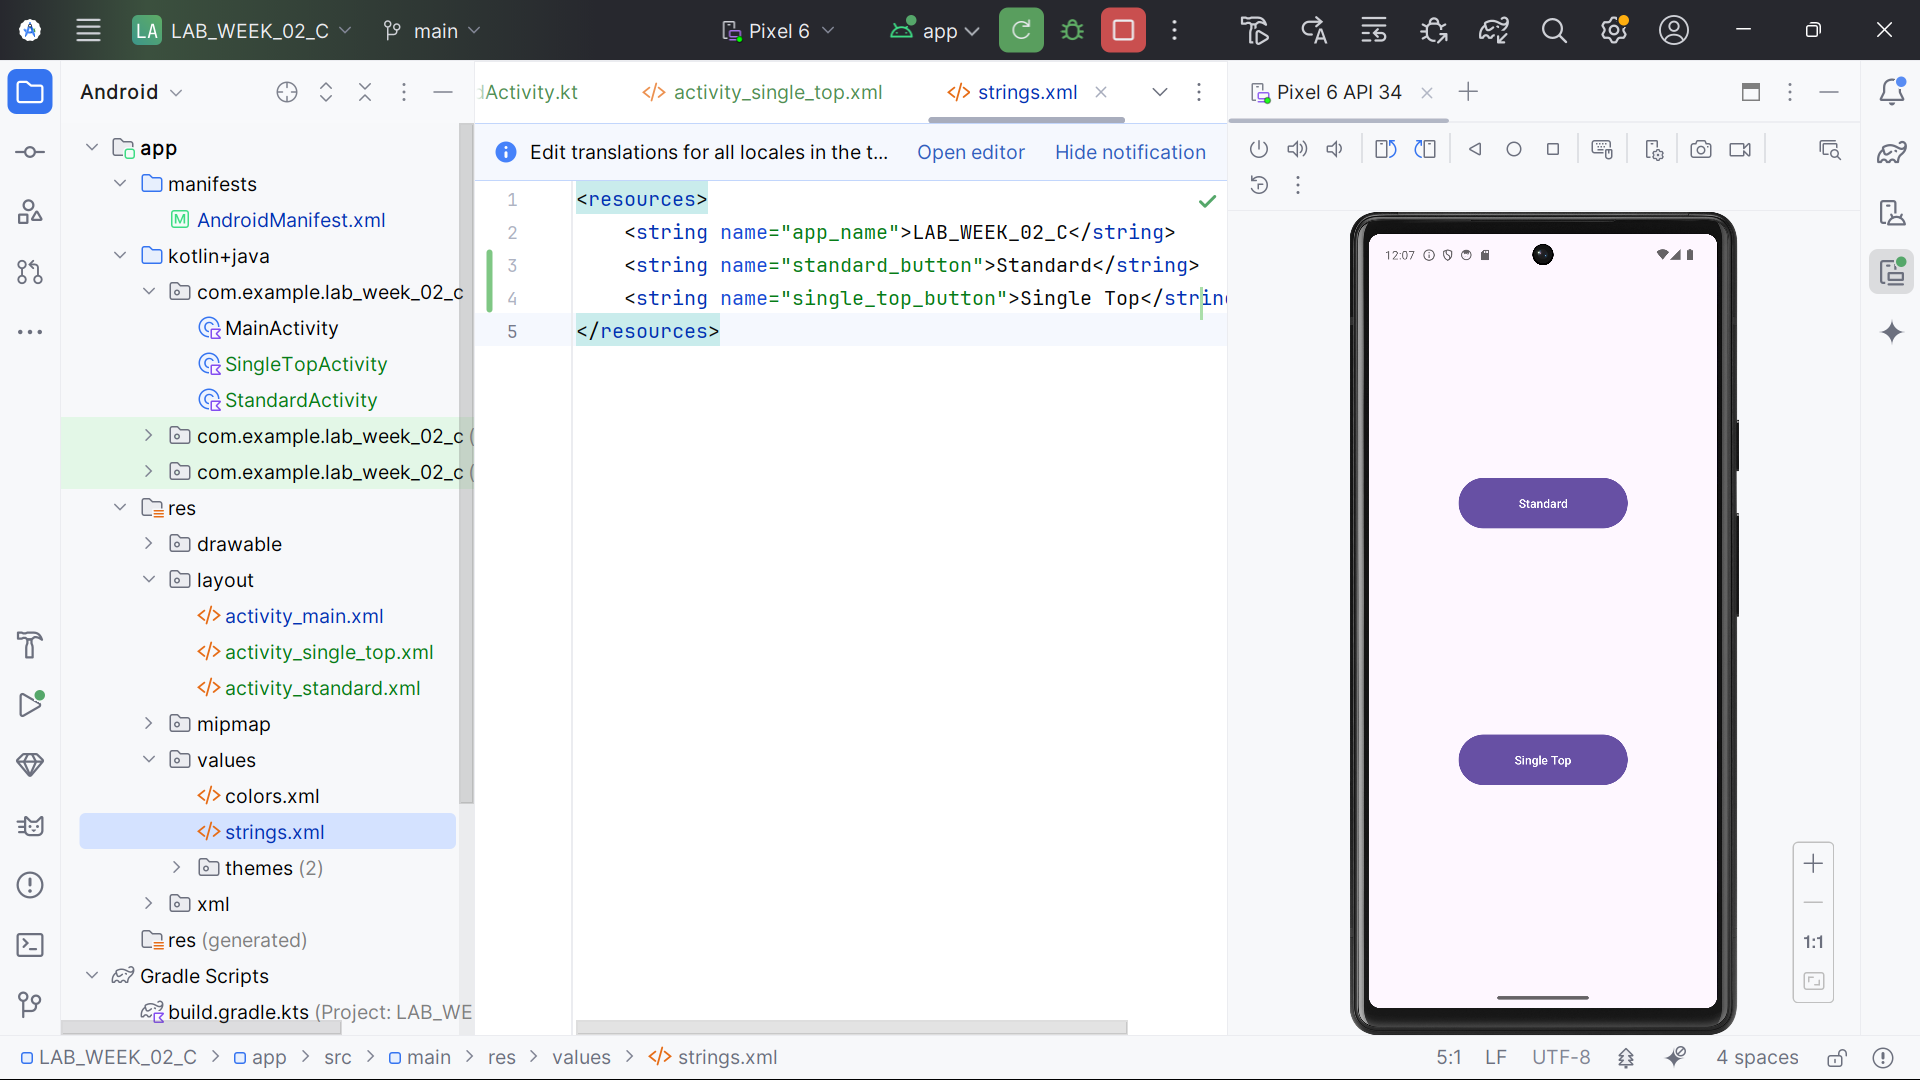 LA LAB_WEEK_02_C main Pixel 6 app
Android
app
manifests
AndroidManifest.xml
kotlin+java
com.example.lab_week_02_c
MainActivity
SingleTopActivity
StandardActivity
com.example.lab_week_02_c (
com.example.lab_week_02_c (
res
drawable
layout
activity_main.xml
activity_single_top.xml
activity_standard.xml
mipmap
values
colors.xml
strings.xml
themes (2)
xml
res (generated)
Gradle Scripts
build.gradle.kts (Project: LAB_WE
dActivity.kt activity_single_top.xml strings.xml
Edit translations for all locales in the t... Open editor Hide notification
1 <resources>
2 <string name="app_name">LAB_WEEK_02_C</string>
3 <string name="standard_button">Standard</string>
4 <string name="single_top_button">Single Top</string
5 </resources>
Pixel 6 API 34
12:07
Standard
Single Top
1:1
LAB_WEEK_02_C > app > src > main > res > values > strings.xml
5:1 LF UTF-8 4 spaces